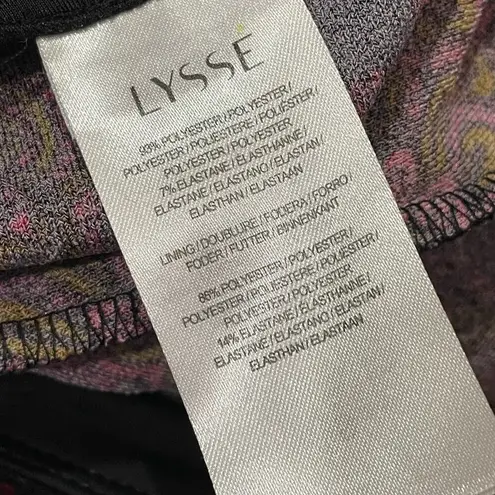 LYSSÉ
93% POLYESTER / POLYESTER /
POLYESTER / POLIESTERE / POLIÉSTER /
POLYESTER / POLYESTER
7% ELASTANE / ELASTHANNE /
ELASTANE / ELASTANO / ELASTAN /
ELASTHAN / ELASTAAN
LINING / DOUBLURE / FODERA / FORRO /
FODER / FUTTER / BINNENKANT
86% POLYESTER / POLYESTER /
POLYESTER / POLIESTERE / POLIÉSTER /
POLYESTER / POLYESTER
14% ELASTANE / ELASTHANNE /
ELASTANE / ELASTANO / ELASTAN /
ELASTHAN / ELASTAAN